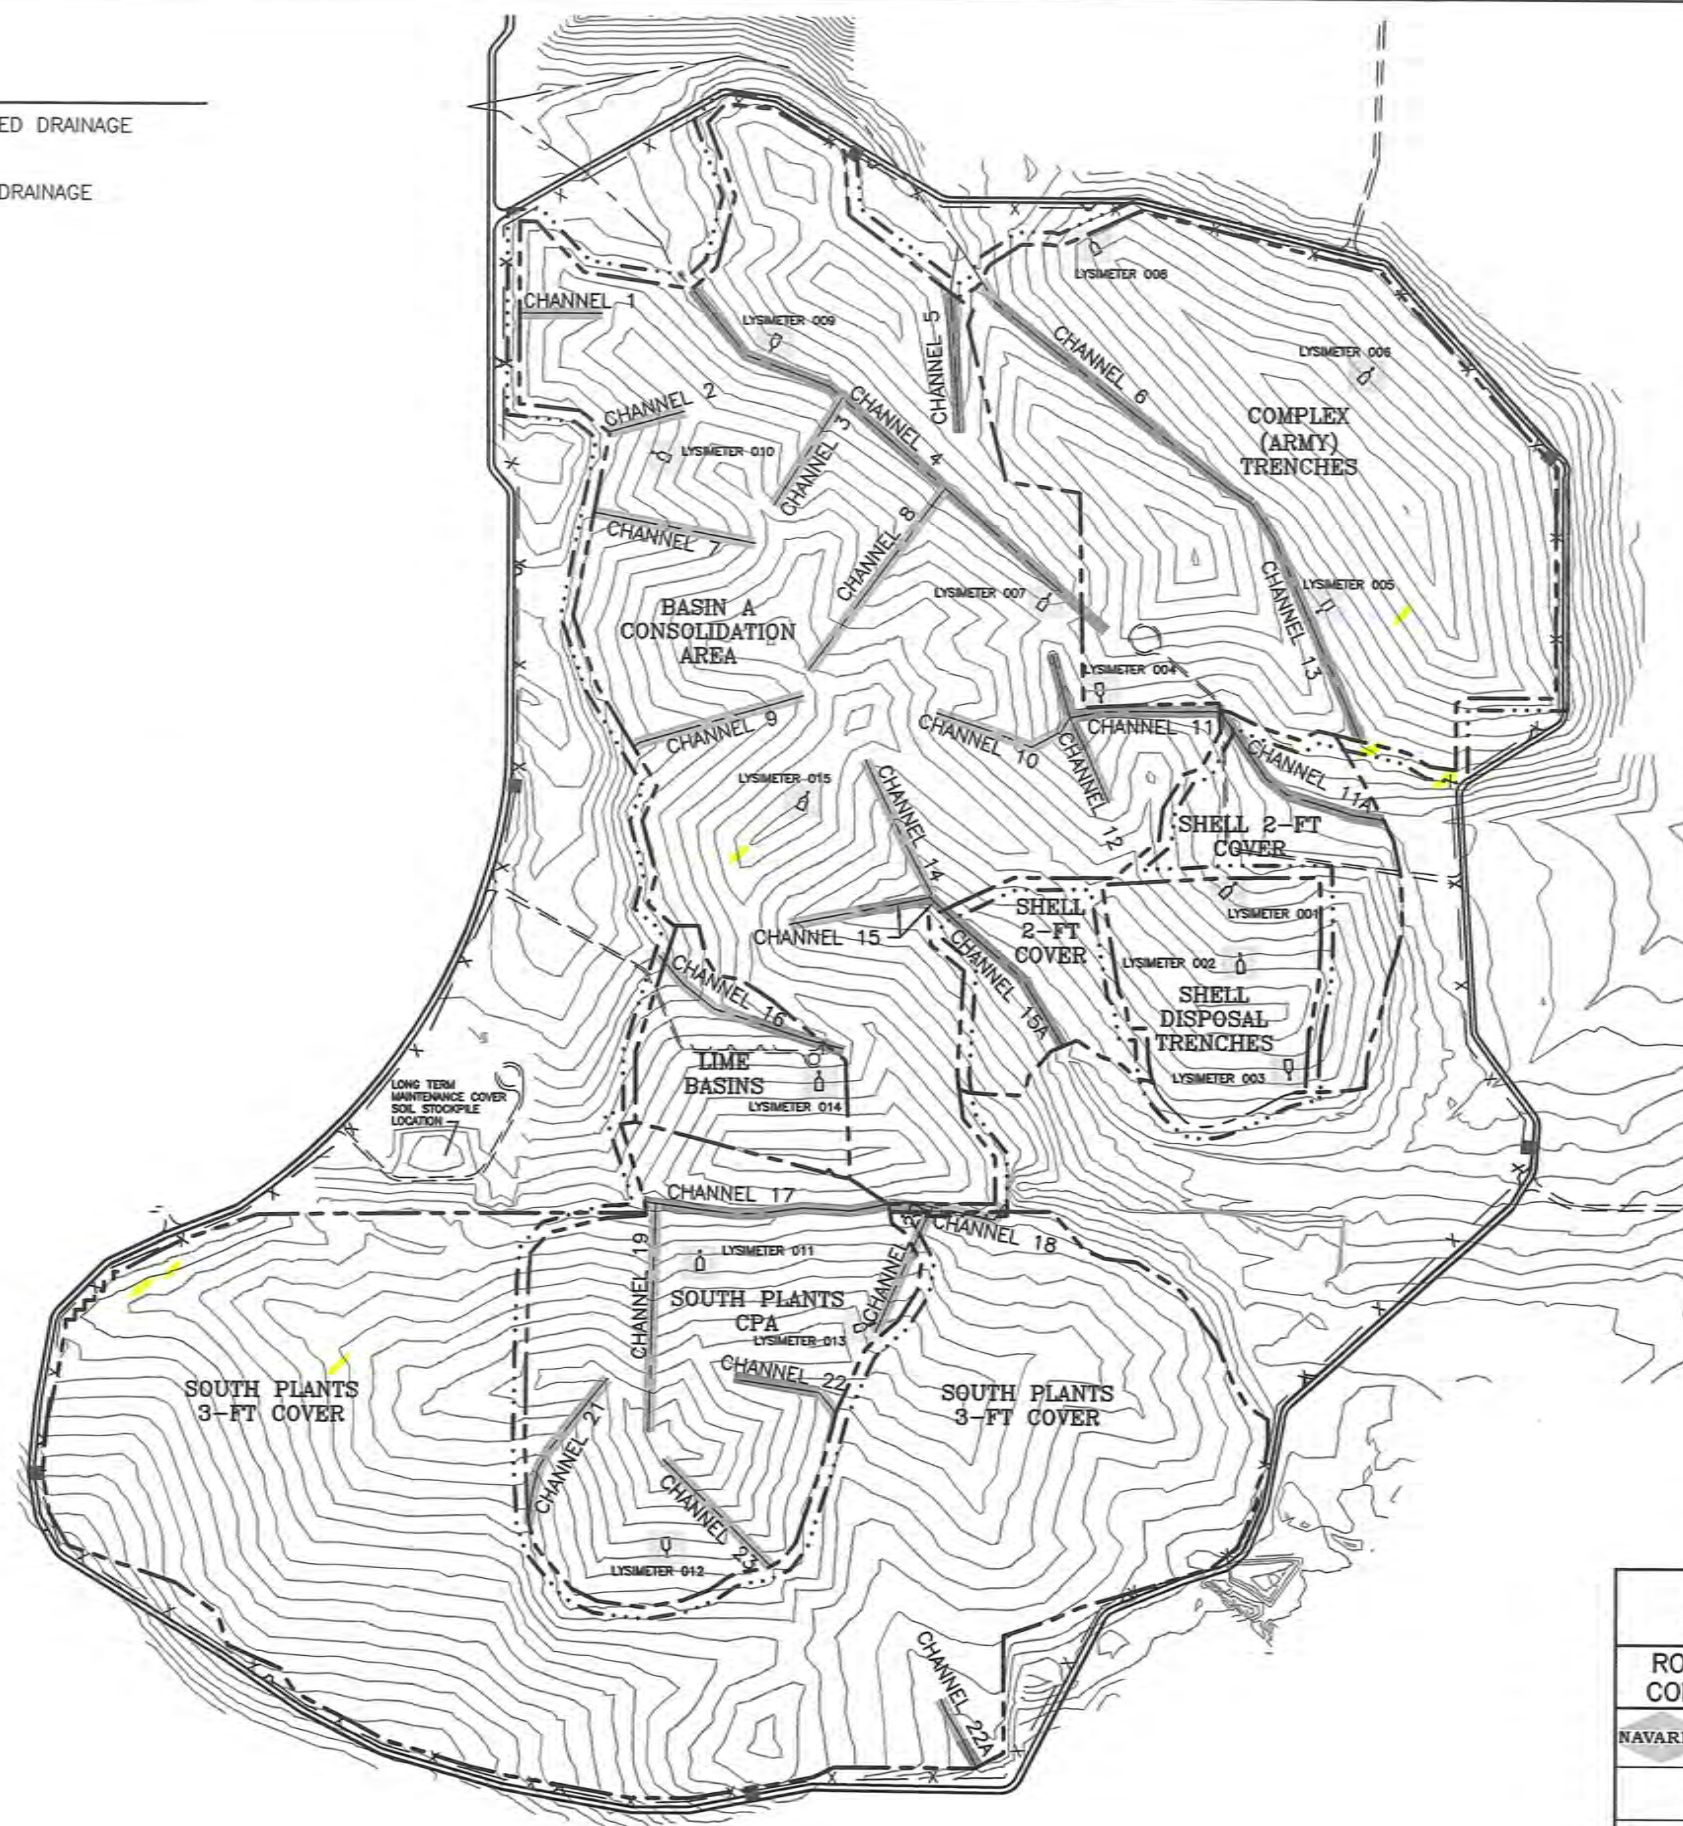 ED DRAINAGE
DRAINAGE
CHANNEL 1
LYSIMETER 009
CHANNEL 5
LYSIMETER 008
CHANNEL 6
LYSIMETER 006
CHANNEL 2
CHANNEL 3
CHANNEL 4
COMPLEX
(ARMY)
TRENCHES
LYSIMETER 010
CHANNEL 7
CHANNEL 8
LYSIMETER 007
CHANNEL 13
LYSIMETER 005
BASIN A
CONSOLIDATION
AREA
LYSIMETER 004
CHANNEL 9
CHANNEL 10
CHANNEL 11
CHANNEL 12
CHANNEL 11A
LYSIMETER 015
CHANNEL 14
SHELL 2-FT
COVER
CHANNEL 15
SHELL
2-FT
COVER
LYSIMETER 001
CHANNEL 15A
LYSIMETER 002
SHELL
DISPOSAL
TRENCHES
LYSIMETER 003
CHANNEL 16
LIME
BASINS
LYSIMETER 014
LONG TERM
MAINTENANCE COVER
SOIL STOCKPILE
LOCATION
CHANNEL 17
CHANNEL 18
CHANNEL 19
LYSIMETER 011
CHANNEL
SOUTH PLANTS
CPA
LYSIMETER 013
SOUTH PLANTS
3-FT COVER
CHANNEL 22
SOUTH PLANTS
3-FT COVER
CHANNEL 21
CHANNEL 23
LYSIMETER 012
CHANNEL 22A
RO
CO
NAVAR